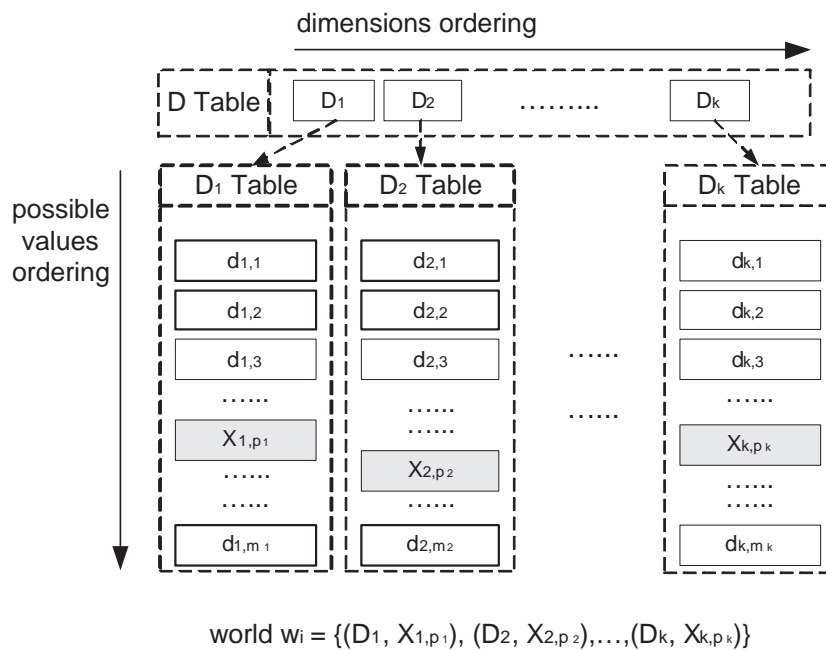 dimensions ordering
D Table D₁ D₂ ……... Dₖ
possible values ordering
D₁ Table D₂ Table Dₖ Table
d₁,₁ d₂,₁ dₖ,₁
d₁,₂ d₂,₂ dₖ,₂
d₁,₃ d₂,₃ …… dₖ,₃
…… …… …… ……
X₁,p₁ …… Xₖ,pₖ
…… X₂,p₂ ……
…… …… ……
d₁,m₁ d₂,m₂ dₖ,mₖ
world wᵢ = {(D₁, X₁,p₁), (D₂, X₂,p₂),…,(Dₖ, Xₖ,pₖ)}